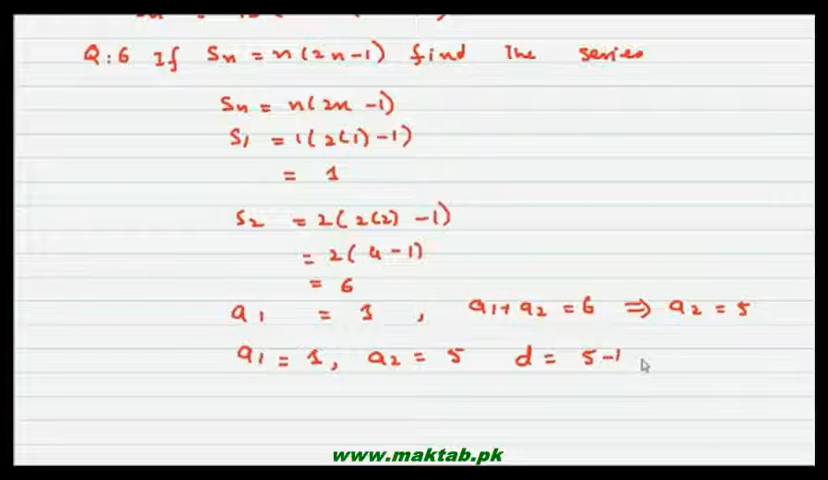 Q:6 If Sn = n(2n-1) find the series
Sn = n(2n -1)
S1 = 1(2(1) -1)
= 1
S2 = 2(2(2) -1)
= 2(4-1)
= 6
a1 = 1, a1+a2 = 6 ⇒ a2 = 5
a1 = 1, a2 = 5 d = 5-1
www.maktab.pk